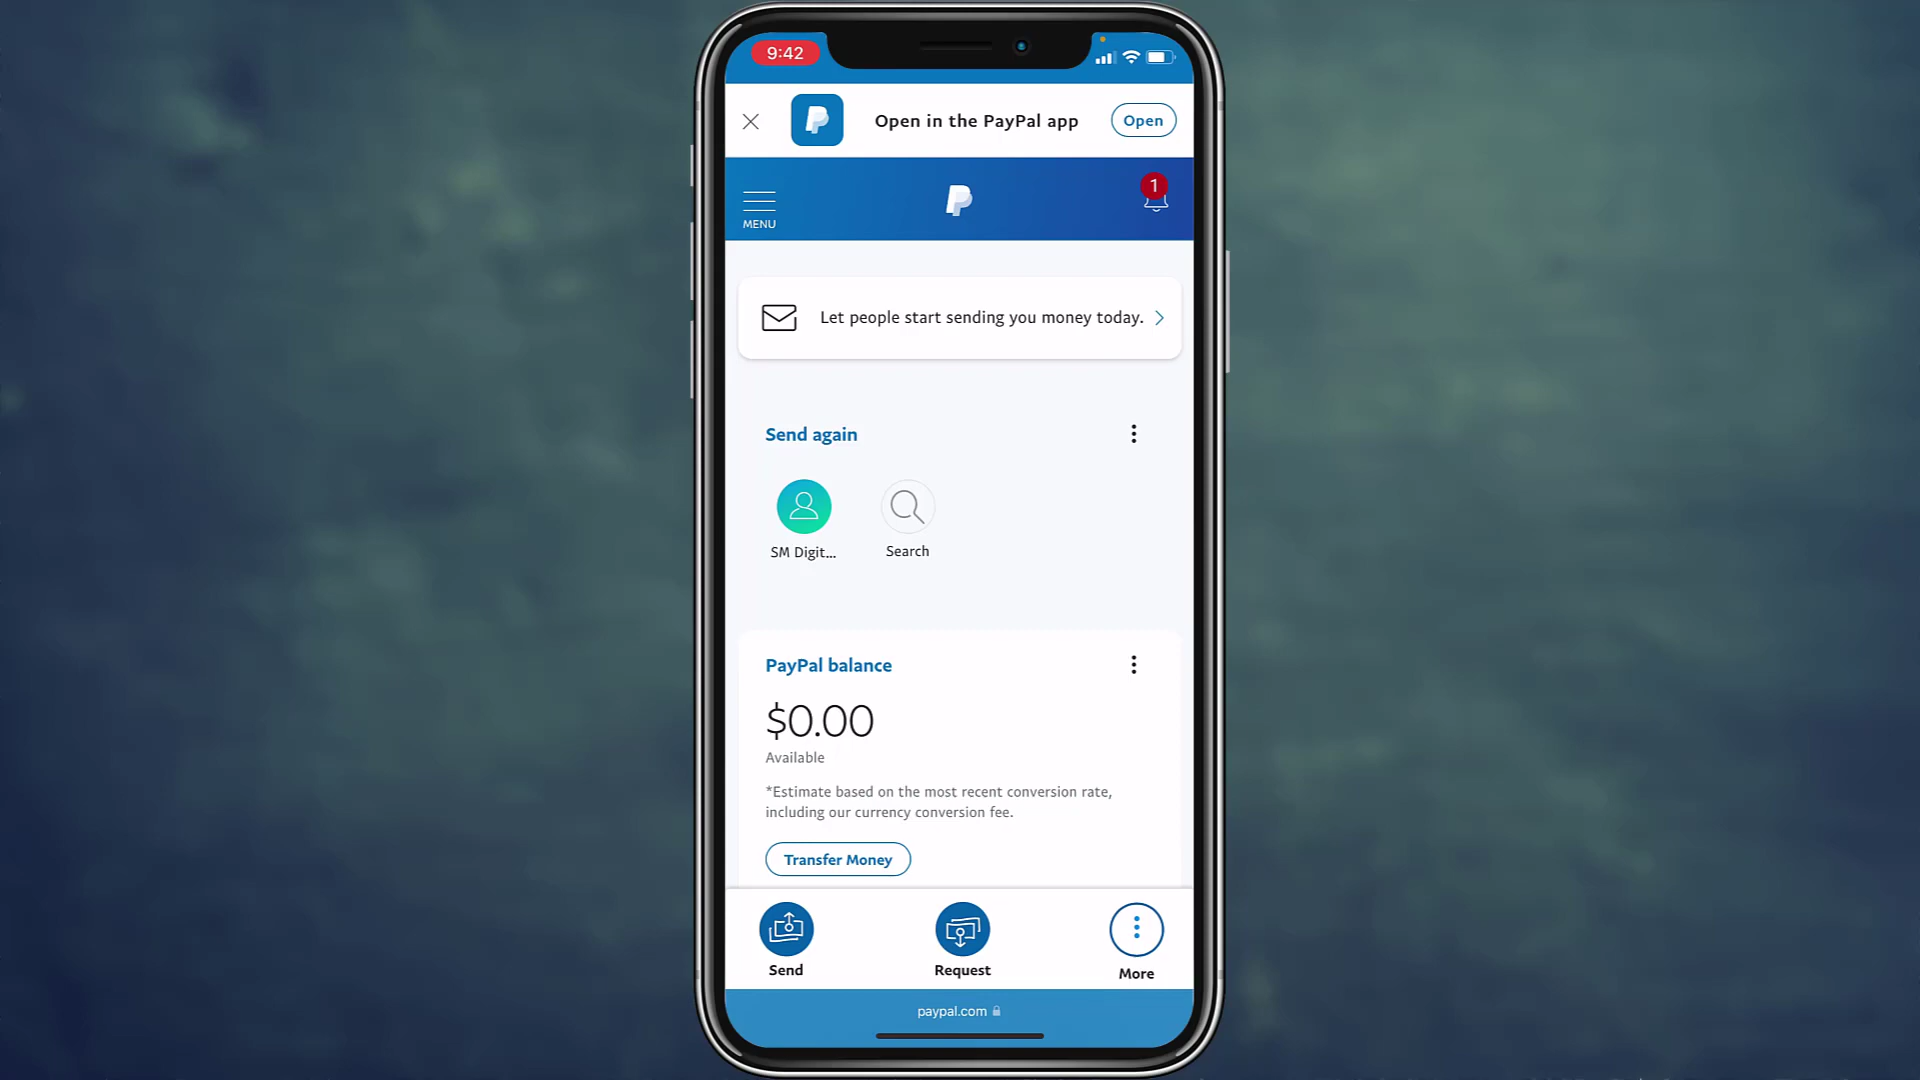 9:42
Open in the PayPal app
Open
MENU
1
Let people start sending you money today.
Send again
SM Digit...
Search
PayPal balance
$0.00
Available
*Estimate based on the most recent conversion rate,
including our currency conversion fee.
Transfer Money
Send
Request
More
paypal.com